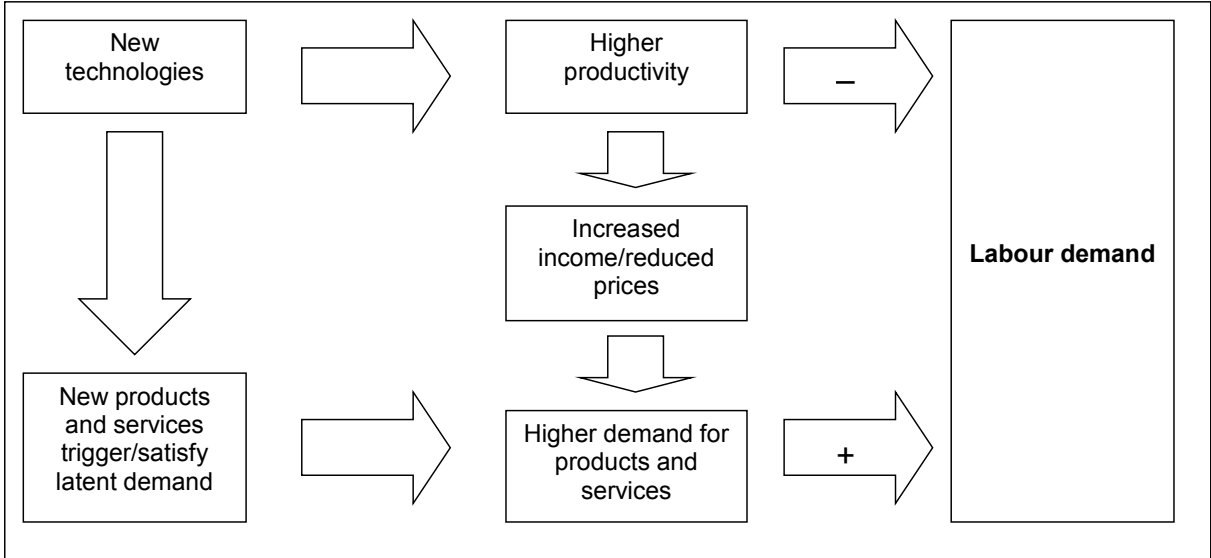 New
technologies
Higher
productivity
–
Increased
income/reduced
prices
Labour demand
New products
and services
trigger/satisfy
latent demand
Higher demand for
products and
services
+